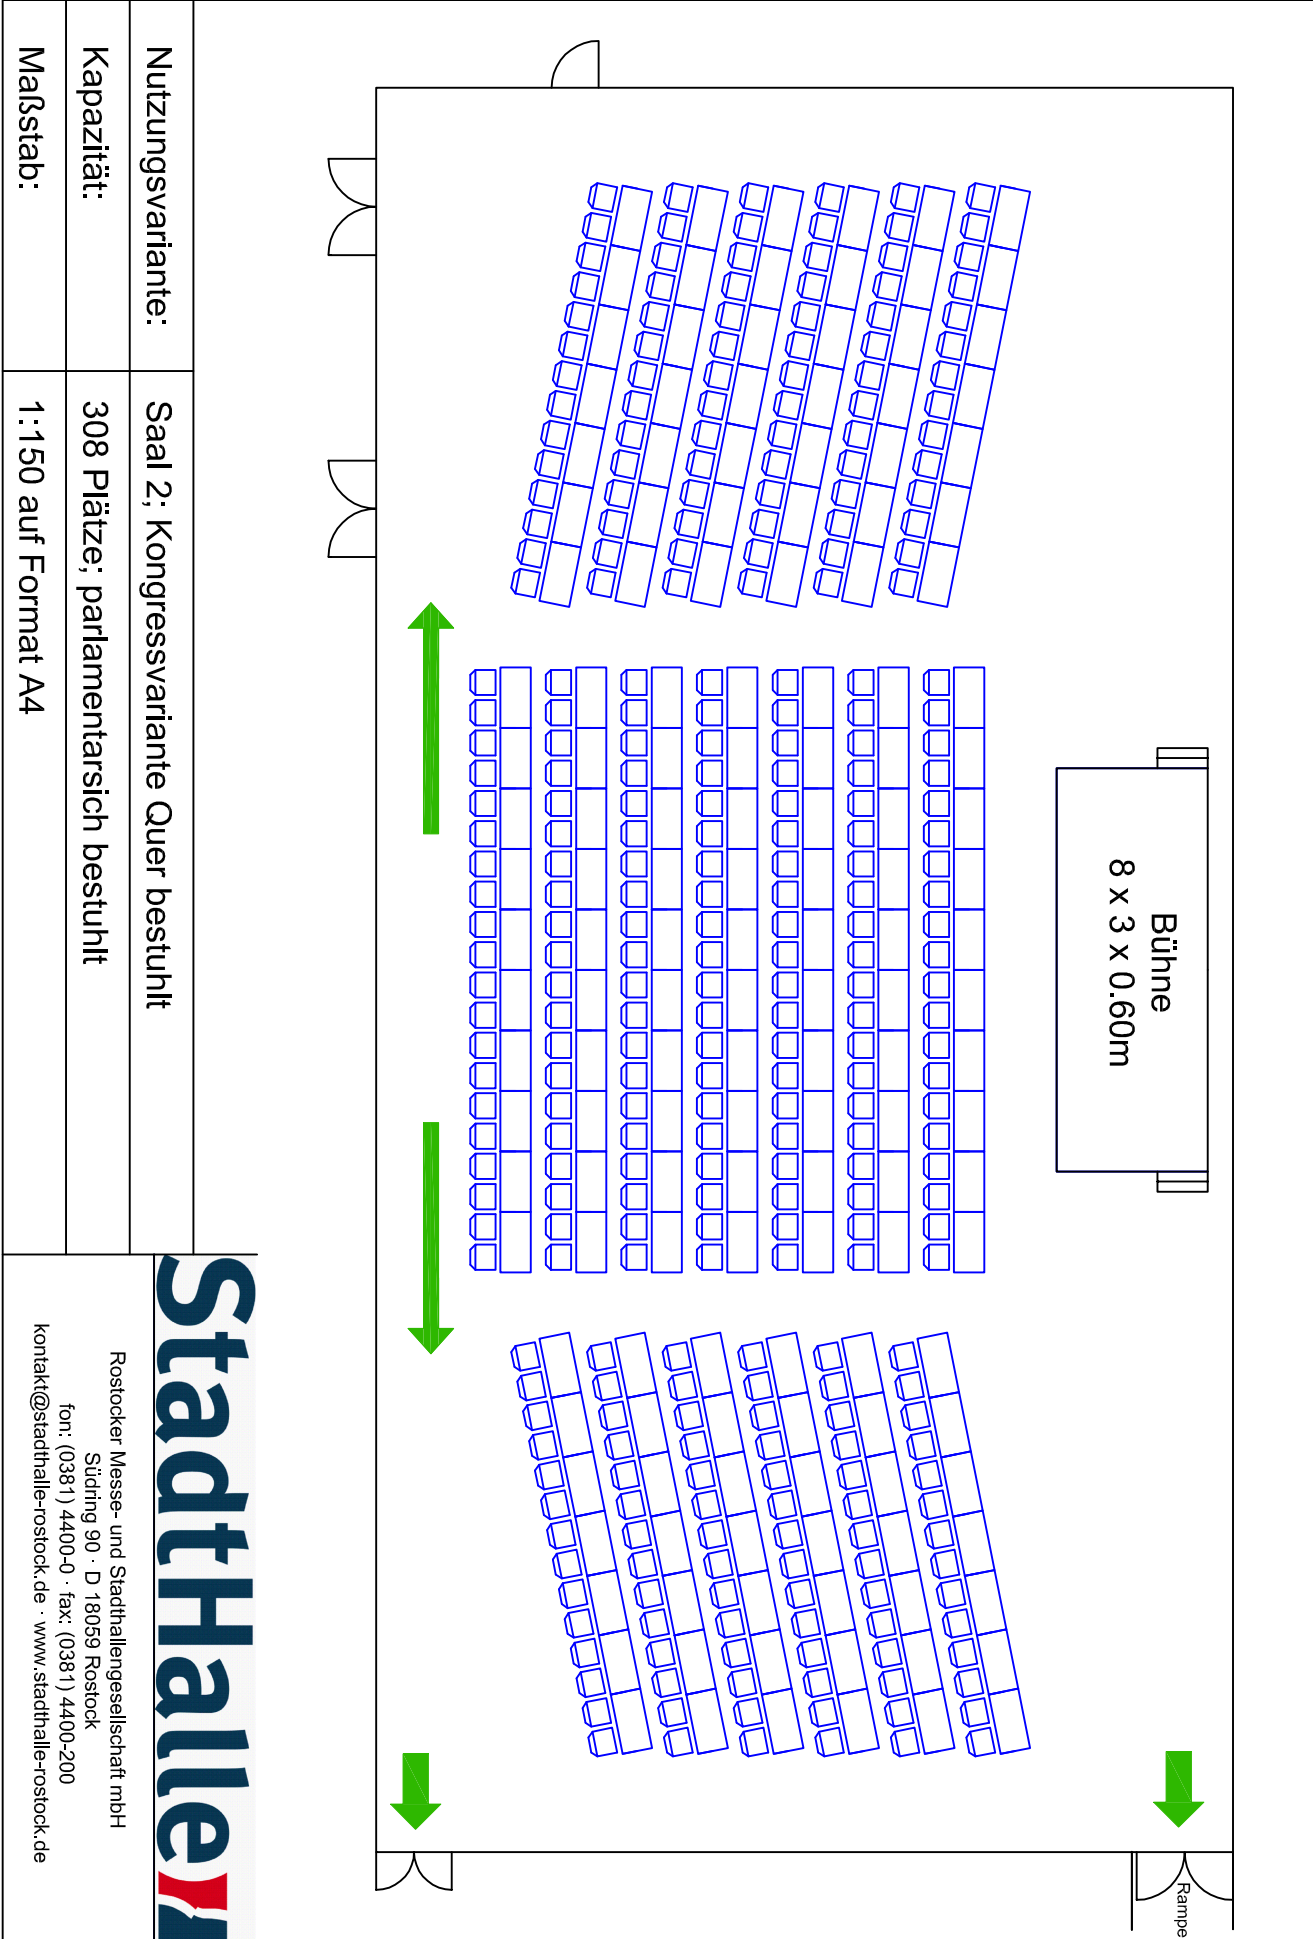 Bühne
8 x 3 x 0.60m
Rampe
Nutzungsvariante: Saal 2; Kongressvariante Quer bestuhlt
Kapazität: 308 Plätze; parlamentarsich bestuhlt
Maßstab: 1:150 auf Format A4
StadtHalle
Rostocker Messe- und Stadthallengesellschaft mbH
Südring 90 · D 18059 Rostock
fon: (0381) 4400-0 · fax: (0381) 4400-200
kontakt@stadthalle-rostock.de · www.stadthalle-rostock.de